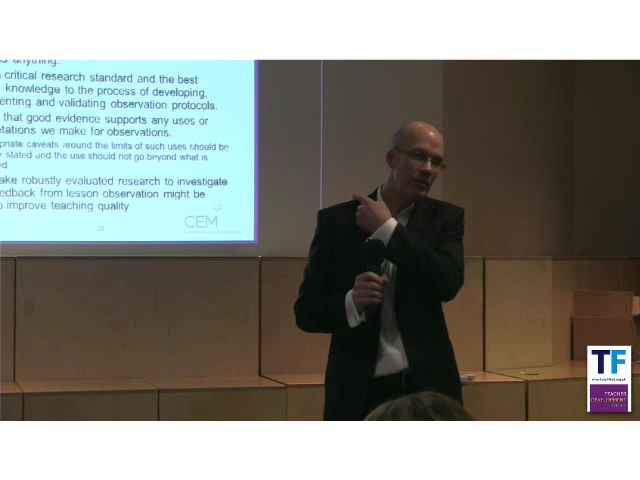 anything.
critical research standard and the best
knowledge to the process of developing,
enting and validating observation protocols.
that good evidence supports any uses or
etations we make for observations.
priate caveats around the limits of such uses should be
stated and the use should not go beyond what is
ed.
ake robustly evaluated research to investigate
eedback from lesson observation might be
o improve teaching quality
CEM
TF
TEACHER
DEVELOPMENT
TRUST